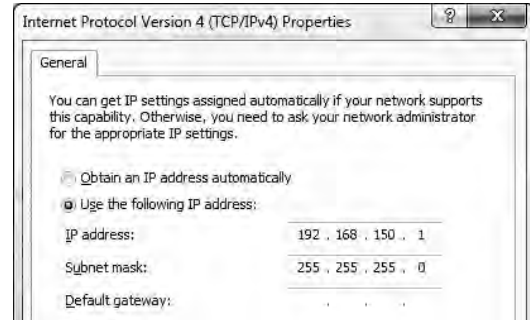 Internet Protocol Version 4 (TCP/IPv4) Properties
? X
General
You can get IP settings assigned automatically if your network supports
this capability. Otherwise, you need to ask your network administrator
for the appropriate IP settings.
Obtain an IP address automatically
Use the following IP address:
IP address: 192 . 168 . 150 . 1
Subnet mask: 255 . 255 . 255 . 0
Default gateway: . . .